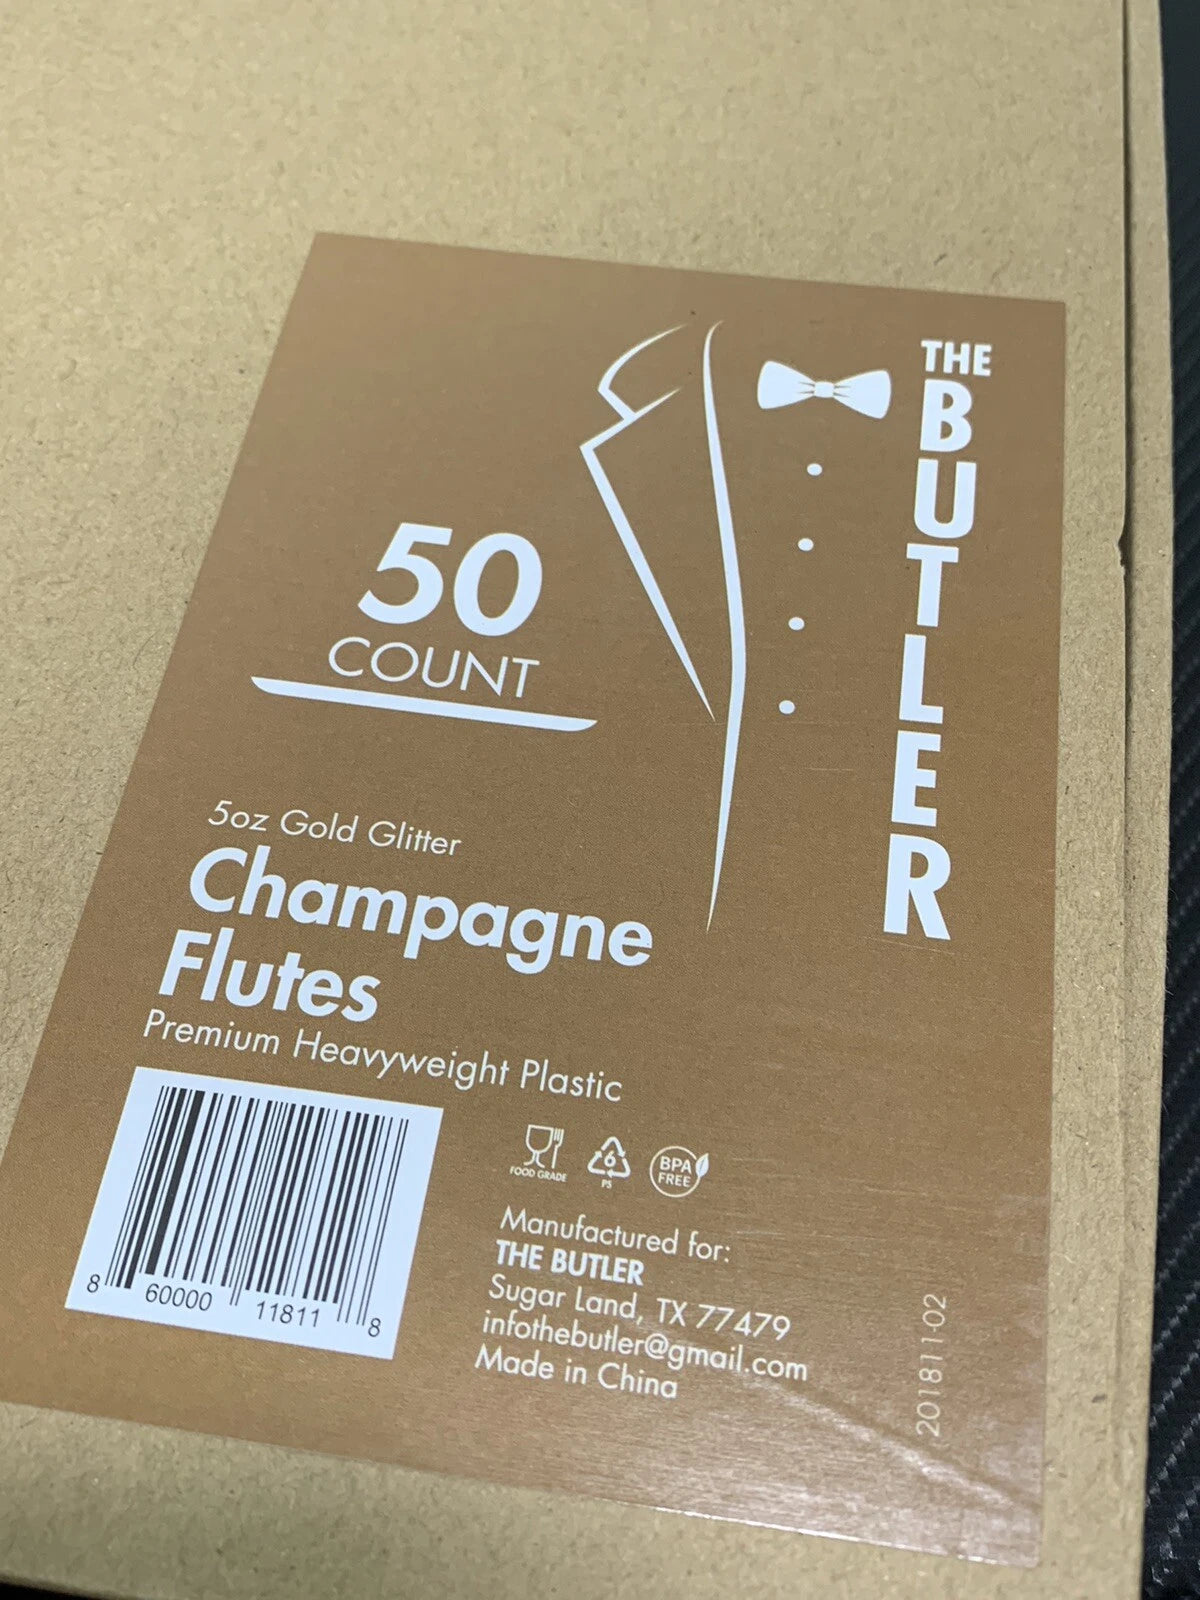 THE
BUTLER
50
COUNT
5oz Gold Glitter
Champagne
Flutes
Premium Heavyweight Plastic
FOOD GRADE
6
PS
BPA
FREE
8 60000 11811 8
Manufactured for:
THE BUTLER
Sugar Land, TX 77479
infothebutler@gmail.com
Made in China
201811-02